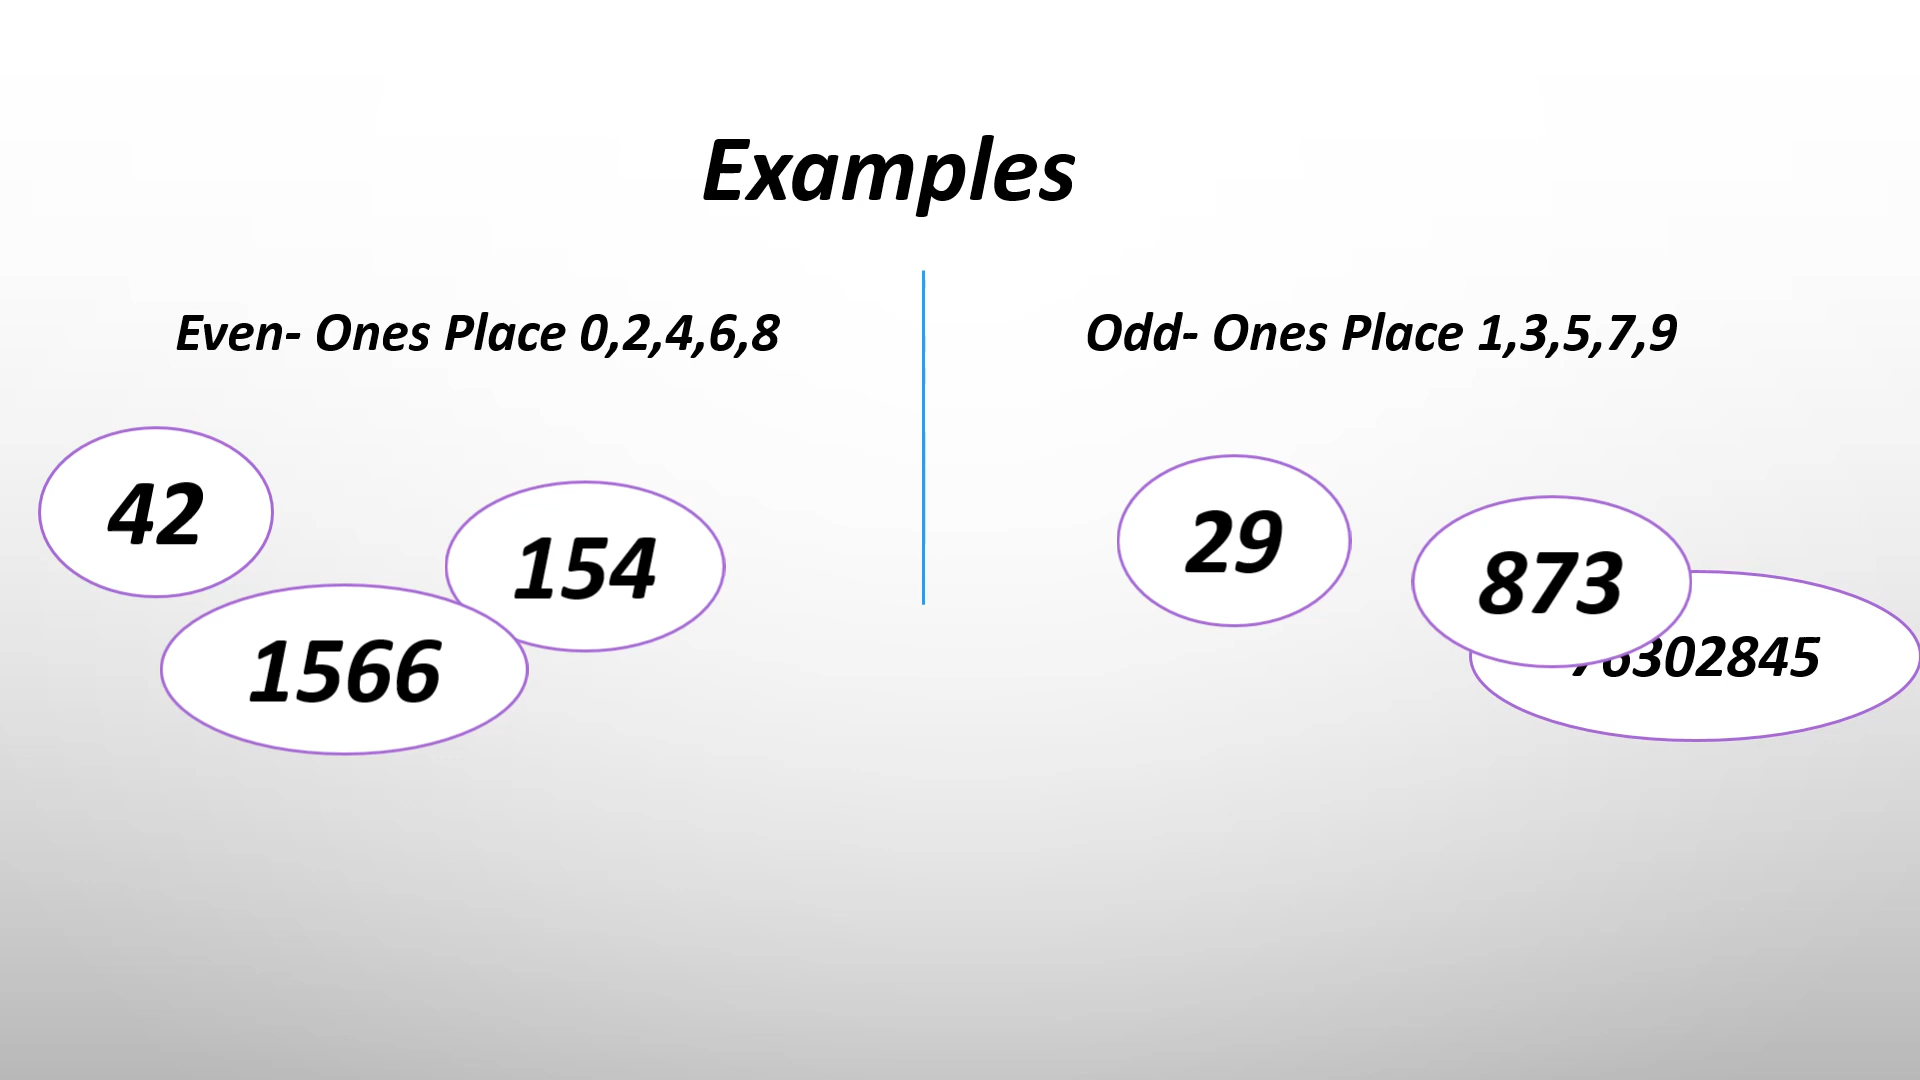 Examples
Even- Ones Place 0,2,4,6,8
Odd- Ones Place 1,3,5,7,9
42
154
1566
29
873